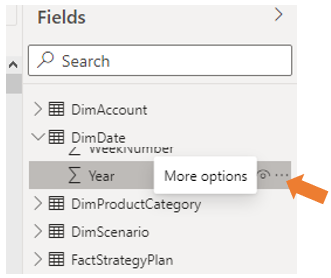 Fields
Search
DimAccount
DimDate
WeekNumber
Year
More options
DimProductCategory
DimScenario
FactStrategyPlan